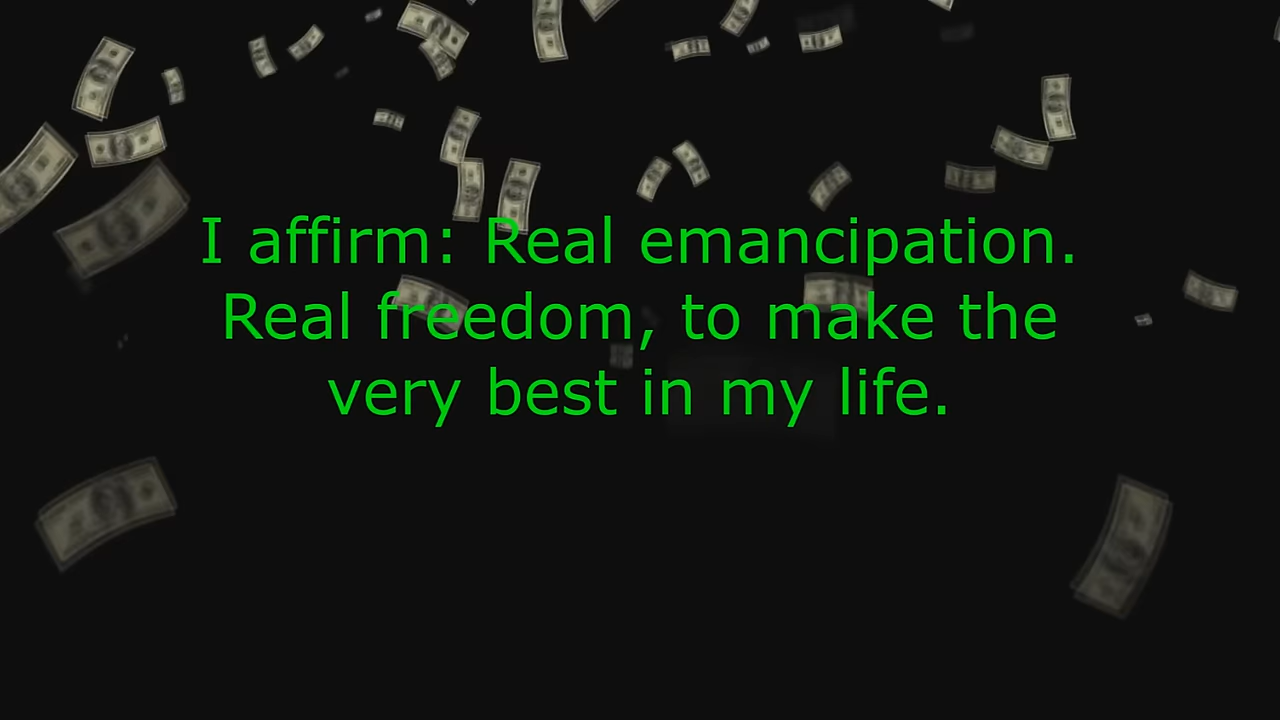 I affirm: Real emancipation.
Real freedom, to make the
very best in my life.